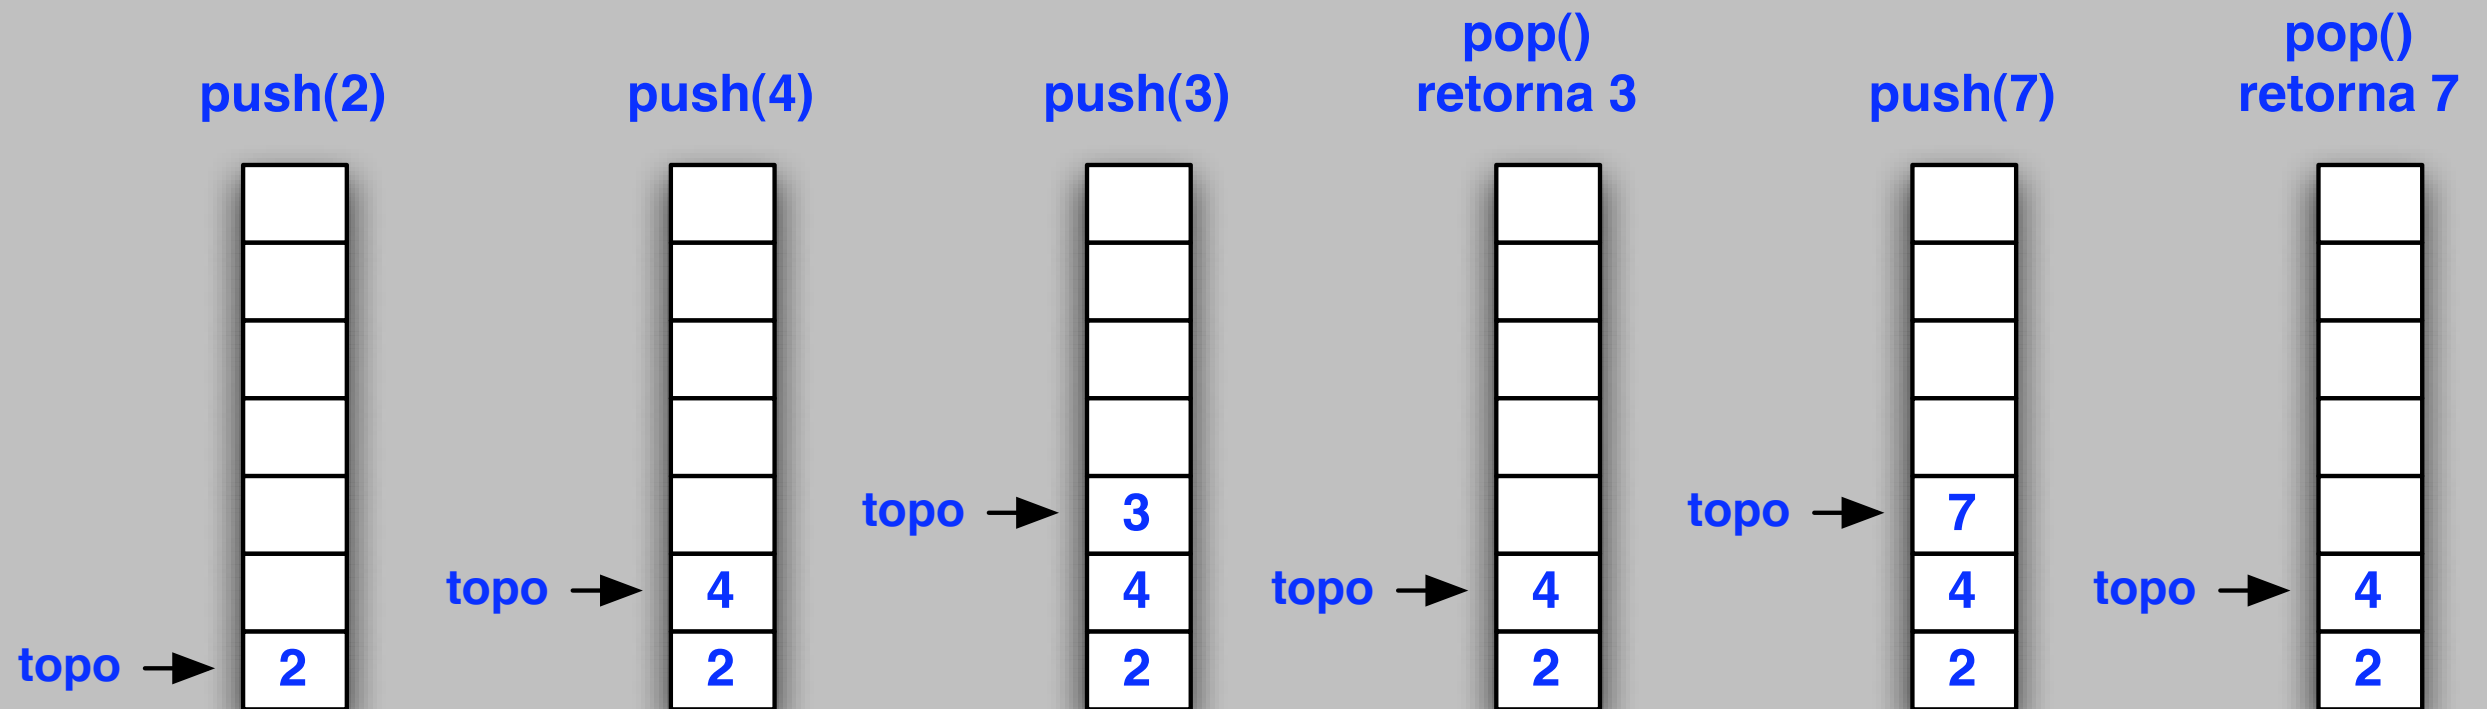 push(2)
push(4)
push(3)
pop()
retorna 3
push(7)
pop()
retorna 7
topo
3
topo
7
topo
4
4
topo
4
4
topo
4
topo
2
2
2
2
2
2